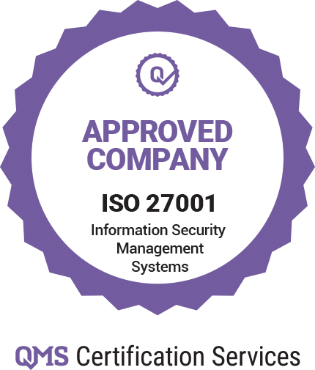 APPROVED
COMPANY
ISO 27001
Information Security
Management
Systems
QMS Certification Services